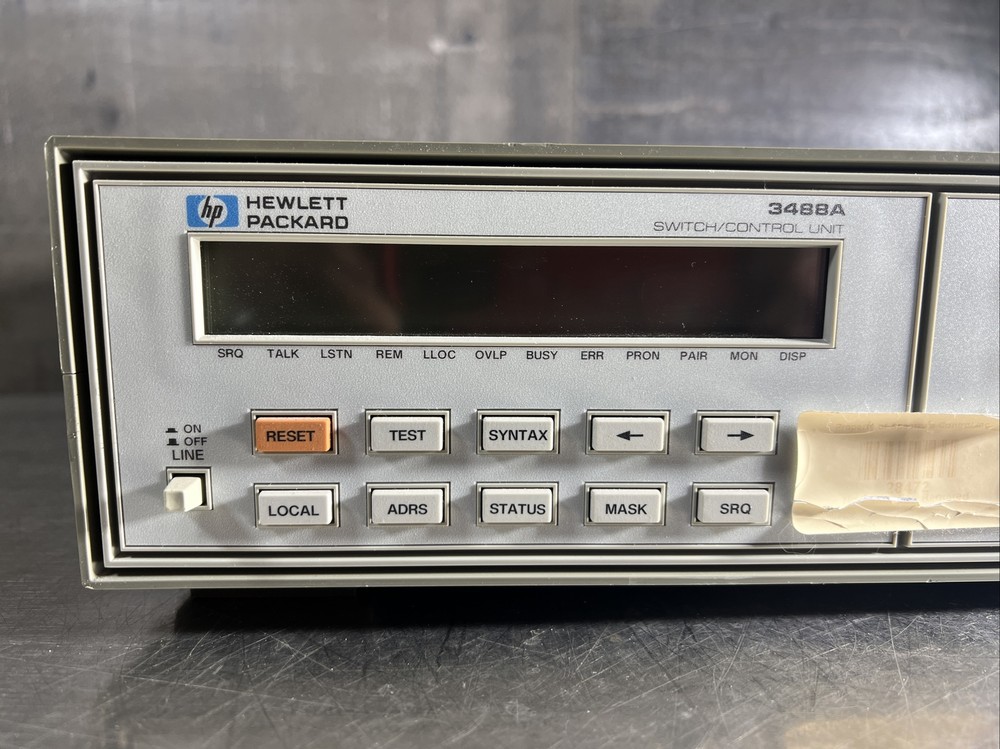 hp HEWLETT
PACKARD
3488A
SWITCH/CONTROL UNIT
SRQ TALK LSTN REM LLOC OVLP BUSY ERR PRON PAIR MON DISP
ON
OFF
LINE
RESET TEST SYNTAX ← →
LOCAL ADRS STATUS MASK SRQ